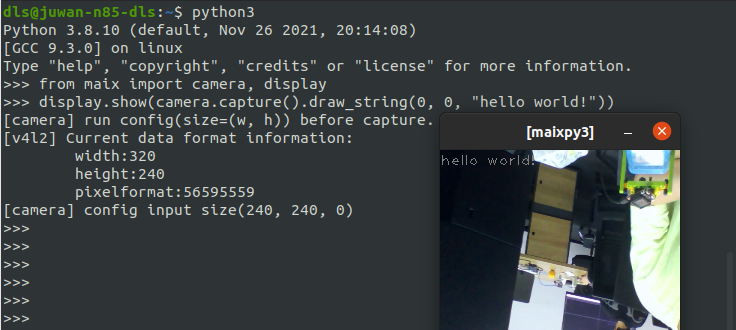 dls@juwan-n85-dls:~$ python3
Python 3.8.10 (default, Nov 26 2021, 20:14:08)
[GCC 9.3.0] on linux
Type "help", "copyright", "credits" or "license" for more information.
>>> from maix import camera, display
>>> display.show(camera.capture().draw_string(0, 0, "hello world!"))
[camera] run config(size=(w, h)) before capture.
[v4l2] Current data format information:
width:320
height:240
pixelformat:56595559
[camera] config input size(240, 240, 0)
>>>
>>>
>>>
>>>
>>>
>>>
[maixpy3]
hello world!